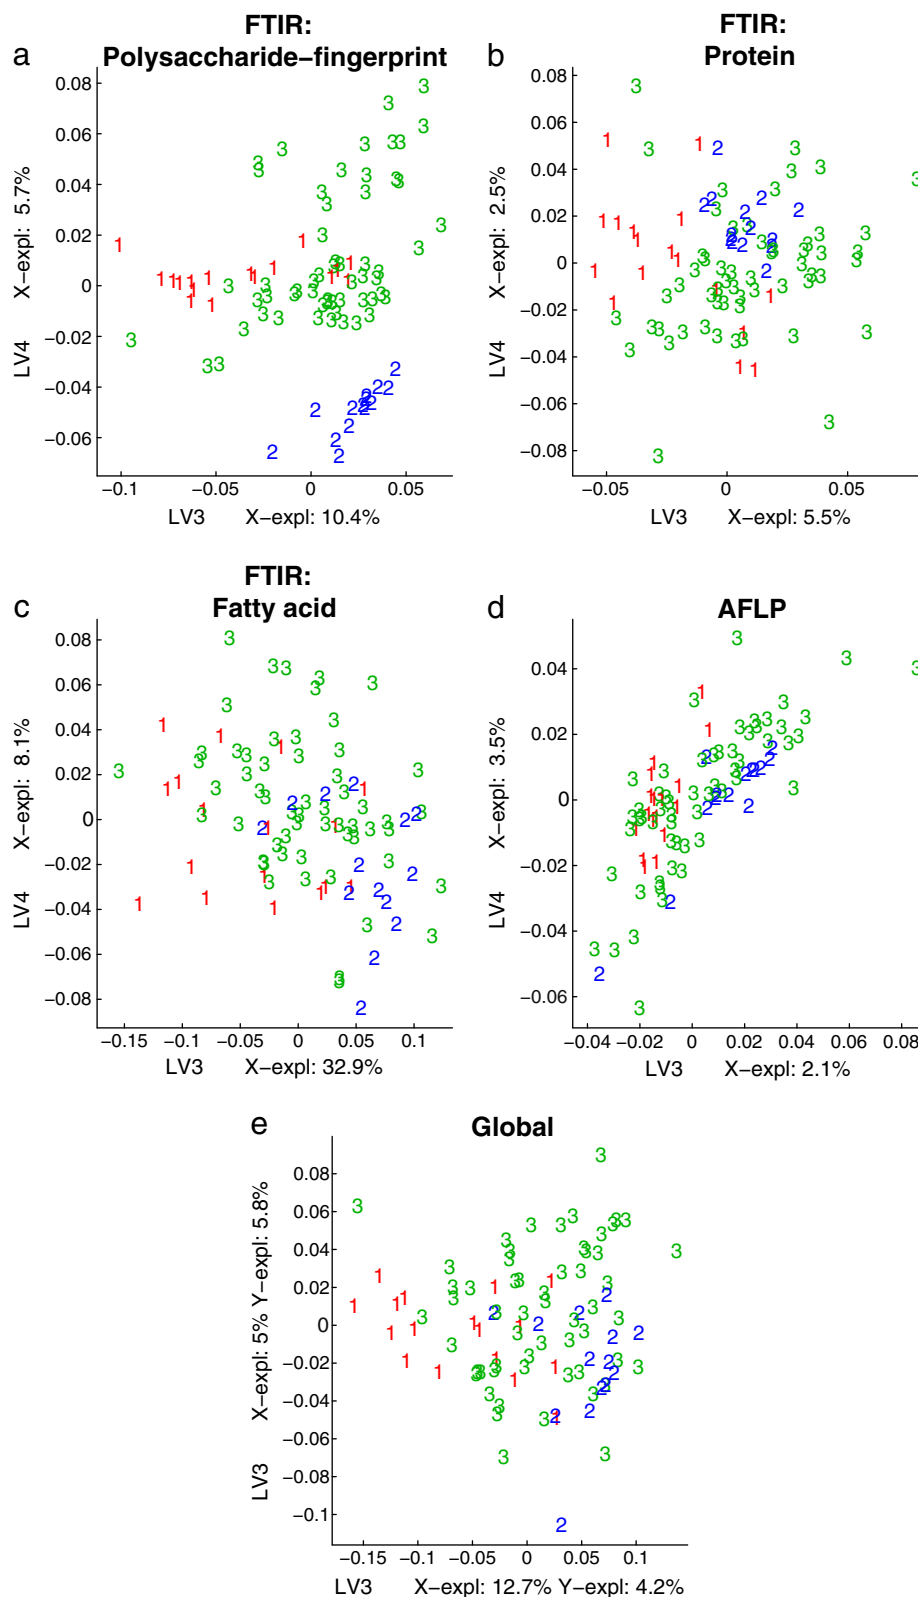 a
FTIR:
Polysaccharide−fingerprint
0.08
0.06
0.04
0.02
0
−0.02
−0.04
−0.06
LV4 X−expl: 5.7%
−0.1 −0.05 0 0.05
LV3 X−expl: 10.4%
b
FTIR:
Protein
0.08
0.06
0.04
0.02
0
−0.02
−0.04
−0.06
−0.08
LV4 X−expl: 2.5%
−0.05 0 0.05
LV3 X−expl: 5.5%
c
FTIR:
Fatty acid
0.08
0.06
0.04
0.02
0
−0.02
−0.04
−0.06
−0.08
LV4 X−expl: 8.1%
−0.15 −0.1 −0.05 0 0.05 0.1
LV3 X−expl: 32.9%
d
AFLP
0.04
0.02
0
−0.02
−0.04
−0.06
LV4 X−expl: 3.5%
−0.04 −0.02 0 0.02 0.04 0.06 0.08
LV3 X−expl: 2.1%
e
Global
0.08
0.06
0.04
0.02
0
−0.02
−0.04
−0.06
−0.08
−0.1
LV3 X−expl: 5% Y−expl: 5.8%
−0.15 −0.1 −0.05 0 0.05 0.1
LV3 X−expl: 12.7% Y−expl: 4.2%